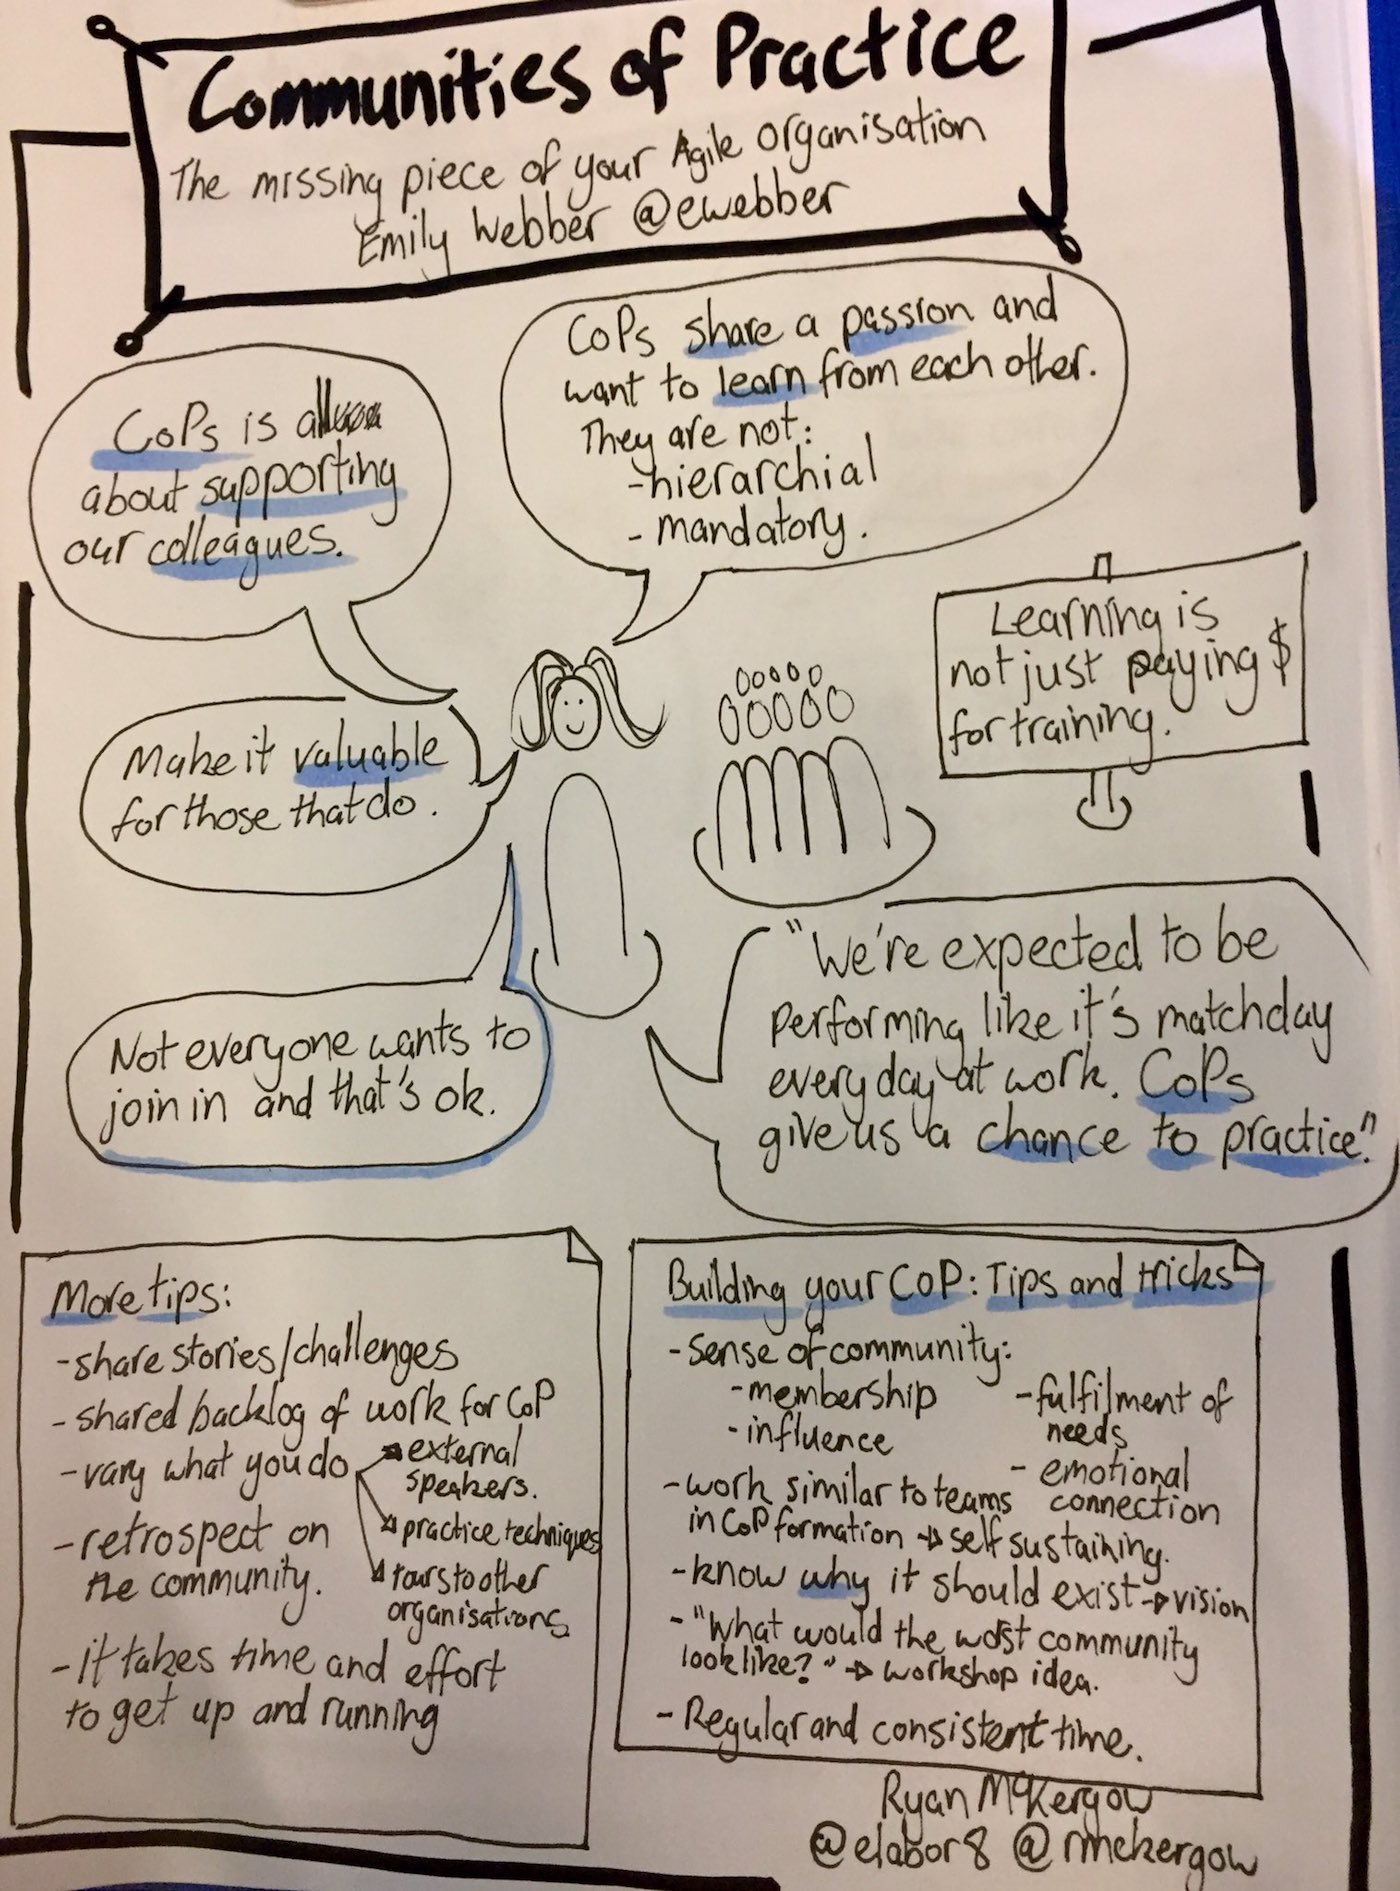 Communities of Practice
The missing piece of your Agile organisation
Emily Webber @ewebber
CoPs share a passion and
want to learn from each other.
They are not:
- hierarchial
- mandatory.
CoPs is all
about supporting
our colleagues.
Learning is
not just paying $
for training.
Make it valuable
for those that do.
Not everyone wants to
join in and that's ok.
"We're expected to be
performing like it's matchday
every day at work. CoPs
give us a chance to practice."
More tips:
- share stories/challenges
- shared backlog of work for CoP
- vary what you do
→ external
speakers.
→ practice techniques
→ tours to other
organisations.
- retrospect on
the community.
- it takes time and effort
to get up and running
Building your CoP: Tips and tricks
- Sense of community:
- membership
- influence
- fulfilment of
needs
- emotional
connection
- work similar to teams
in CoP formation → self sustaining.
- know why it should exist → vision
- "What would the worst community
look like?" → workshop idea.
- Regular and consistent time.
Ryan McKergow
@elabor8 @rmckergow